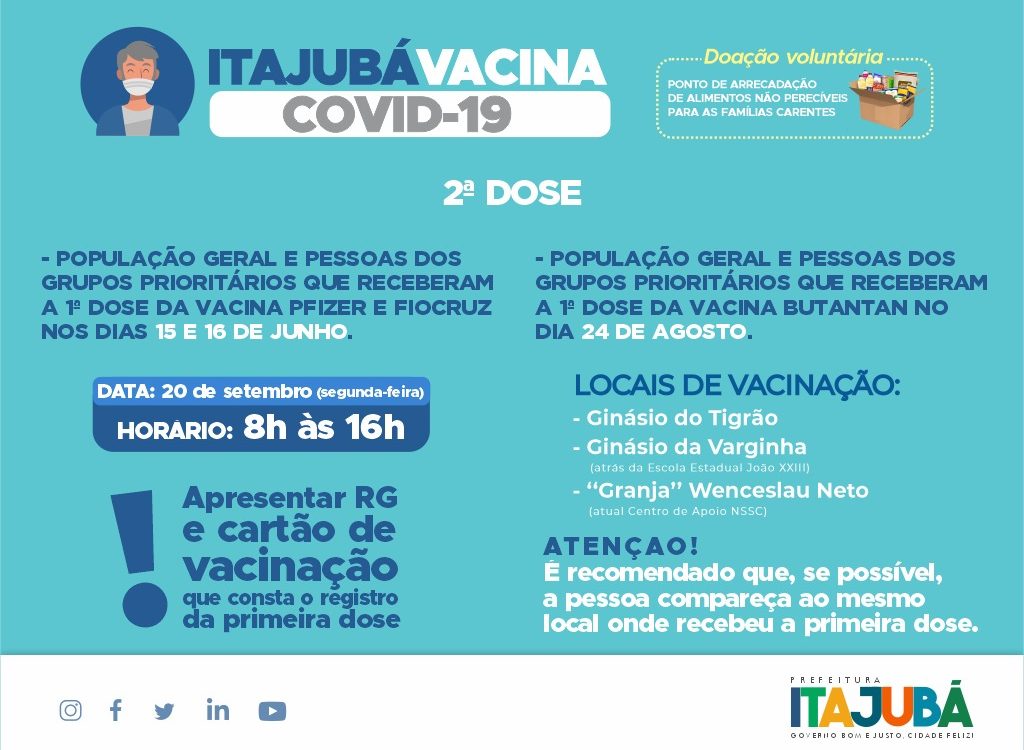 ITAJUBÁVACINA
COVID-19
Doação voluntária
PONTO DE ARRECADAÇÃO
DE ALIMENTOS NÃO PERECÍVEIS
PARA AS FAMÍLIAS CARENTES
2ª DOSE
- POPULAÇÃO GERAL E PESSOAS DOS
GRUPOS PRIORITÁRIOS QUE RECEBERAM
A 1ª DOSE DA VACINA PFIZER E FIOCRUZ
NOS DIAS 15 E 16 DE JUNHO.
DATA: 20 de setembro (segunda-feira)
HORÁRIO: 8h às 16h
Apresentar RG
e cartão de
vacinação
que consta o registro
da primeira dose
- POPULAÇÃO GERAL E PESSOAS DOS
GRUPOS PRIORITÁRIOS QUE RECEBERAM
A 1ª DOSE DA VACINA BUTANTAN NO
DIA 24 DE AGOSTO.
LOCAIS DE VACINAÇÃO:
- Ginásio do Tigrão
- Ginásio da Varginha
(atrás da Escola Estadual João XXIII)
- “Granja” Wenceslau Neto
(atual Centro de Apoio NSSC)
ATENÇAO!
É recomendado que, se possível,
a pessoa compareça ao mesmo
local onde recebeu a primeira dose.
PREFEITURA
ITAJUBÁ
GOVERNO BOM E JUSTO, CIDADE FELIZ!